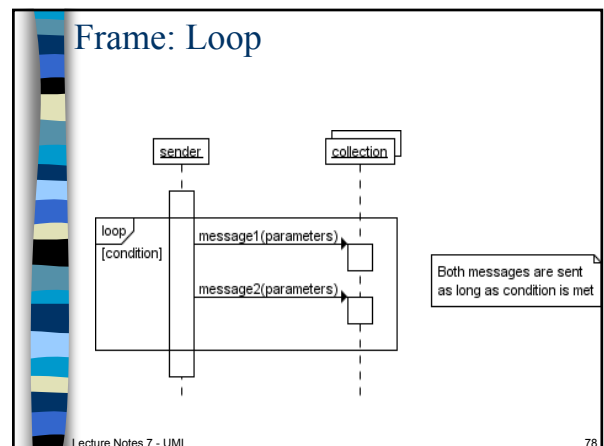 Frame: Loop
sender
collection
loop
[condition]
message1(parameters)
message2(parameters)
Both messages are sent
as long as condition is met
Lecture Notes 7 - UML
78